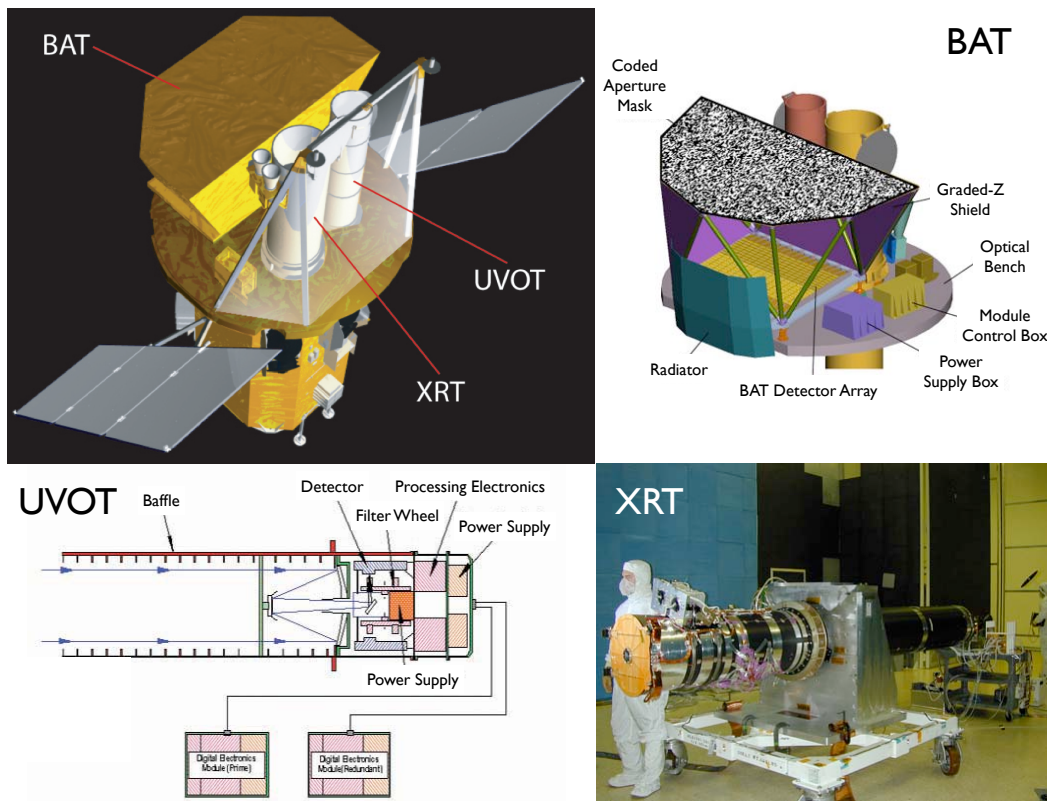 BAT
UVOT
XRT
BAT
Coded
Aperture
Mask
Graded-Z
Shield
Optical
Bench
Module
Control Box
Power
Supply Box
BAT Detector Array
Radiator
UVOT
Baffle
Detector
Filter Wheel
Processing Electronics
Power Supply
Power Supply
Digital Electronics
Module (Prime)
Digital Electronics
Module (Redundant)
XRT